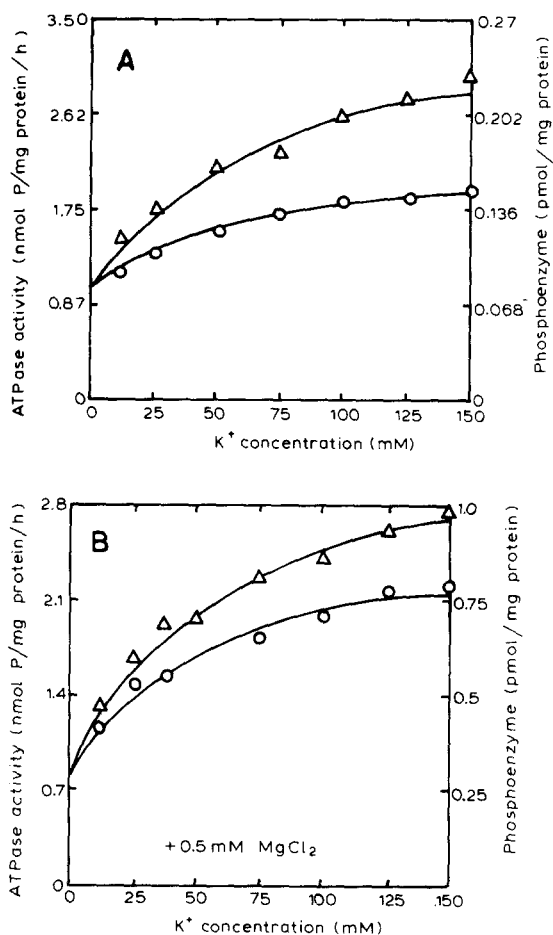 A
ATPase activity (nmol P/mg protein/h)
3.50
2.62
1.75
0.87
0
0.27
0.202
0.136
0.068
0
Phosphoenzyme (pmol/mg protein)
0 25 50 75 100 125 150
K⁺ concentration (mM)
B
ATPase activity (nmol P/mg protein/h)
2.8
2.1
1.4
0.7
0
1.0
0.75
0.5
0.25
Phosphoenzyme (pmol/mg protein)
+0.5mM MgCl₂
0 25 50 75 100 125 150
K⁺ concentration (mM)